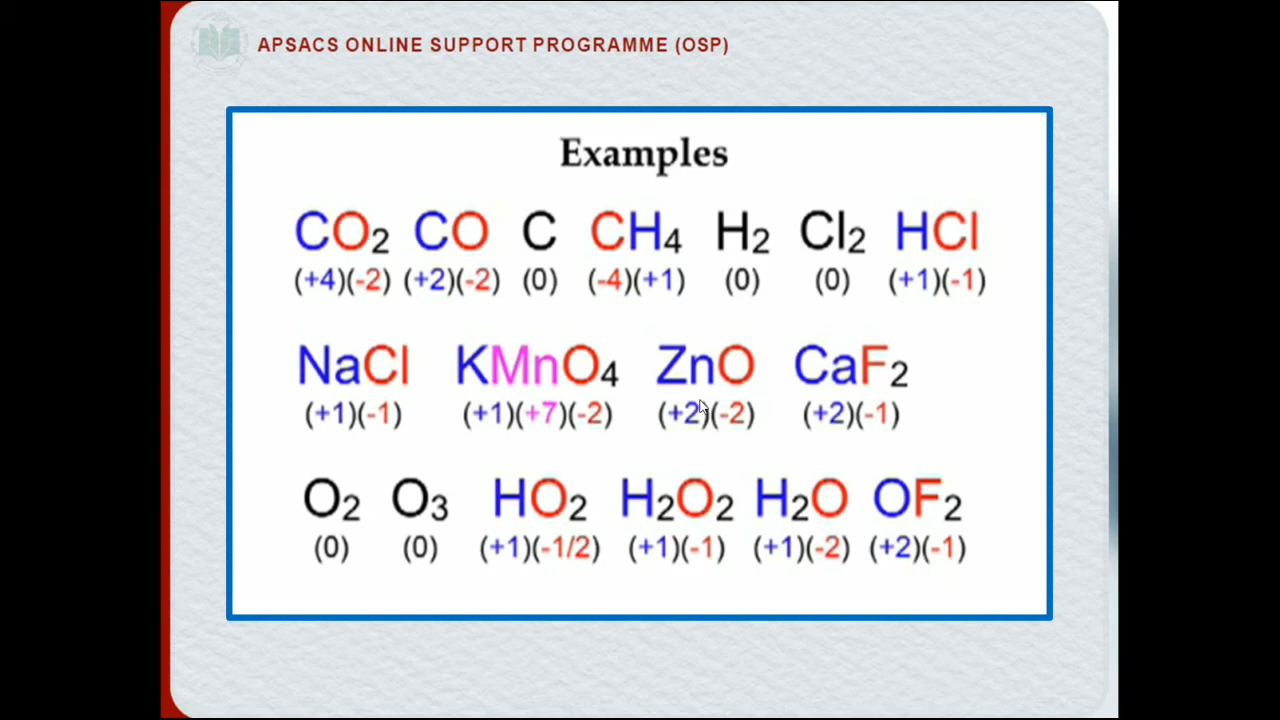 APSACS ONLINE SUPPORT PROGRAMME (OSP)
Examples
CO2 CO C CH4 H2 Cl2 HCl
(+4)(-2) (+2)(-2) (0) (-4)(+1) (0) (0) (+1)(-1)
NaCl KMnO4 ZnO CaF2
(+1)(-1) (+1)(+7)(-2) (+2)(-2) (+2)(-1)
O2 O3 HO2 H2O2 H2O OF2
(0) (0) (+1)(-1/2) (+1)(-1) (+1)(-2) (+2)(-1)